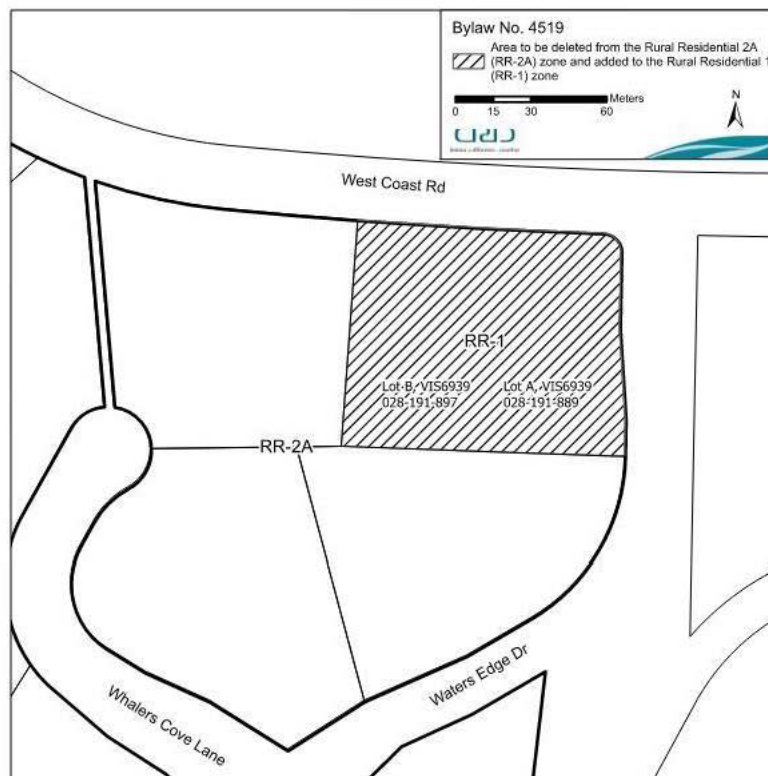 Bylaw No. 4519
Area to be deleted from the Rural Residential 2A
(RR-2A) zone and added to the Rural Residential 1
(RR-1) zone
Meters
0 15 30 60
N
West Coast Rd
RR-1
Lot B, VIS6939
028-191-897
Lot A, VIS6939
028-191-889
RR-2A
Waters Edge Dr
Whalers Cove Lane